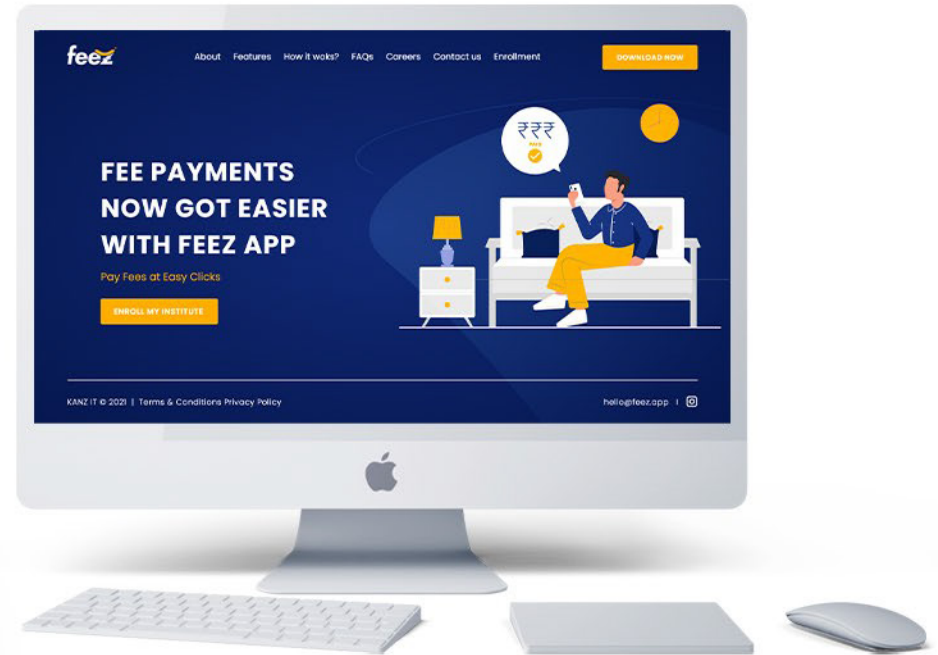 feez
About Features How it woks? FAQs Careers Contact us Enrollment
DOWNLOAD NOW
₹₹₹
PAID
FEE PAYMENTS
NOW GOT EASIER
WITH FEEZ APP
Pay Fees at Easy Clicks
ENROLL MY INSTITUTE
KANZ IT © 2021 | Terms & Conditions Privacy Policy
hello@feez.app |